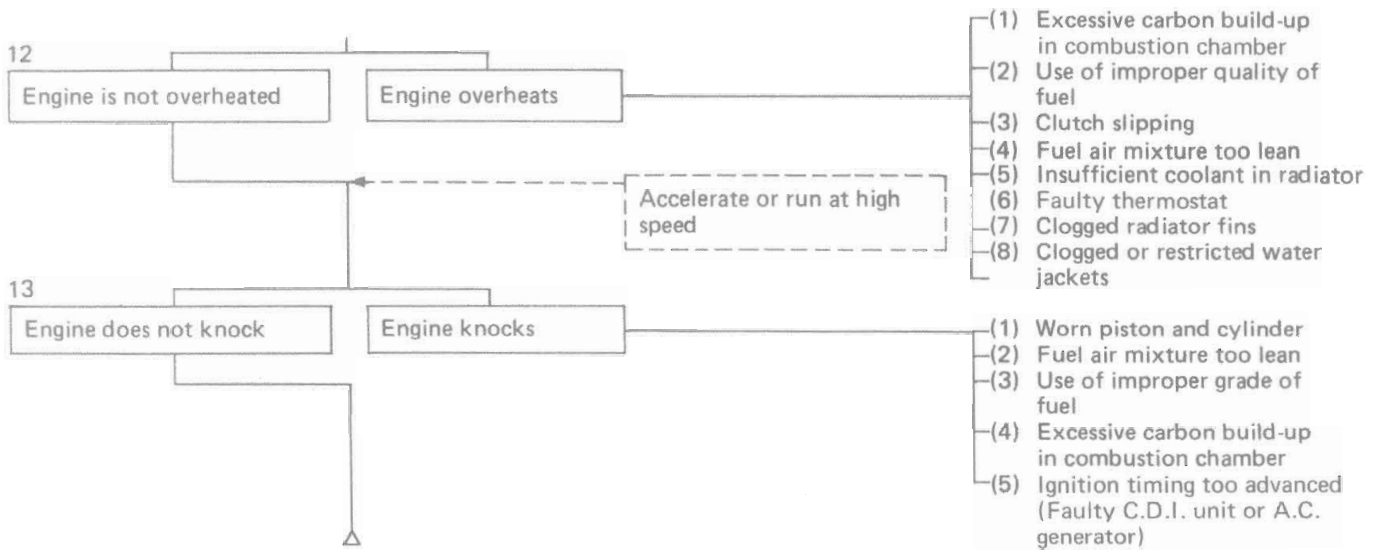 12
Engine is not overheated
Engine overheats
(1) Excessive carbon build-up
in combustion chamber
(2) Use of improper quality of
fuel
(3) Clutch slipping
(4) Fuel air mixture too lean
(5) Insufficient coolant in radiator
(6) Faulty thermostat
(7) Clogged radiator fins
(8) Clogged or restricted water
jackets
Accelerate or run at high
speed
13
Engine does not knock
Engine knocks
(1) Worn piston and cylinder
(2) Fuel air mixture too lean
(3) Use of improper grade of
fuel
(4) Excessive carbon build-up
in combustion chamber
(5) Ignition timing too advanced
(Faulty C.D.I. unit or A.C.
generator)